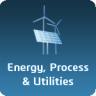 Energy, Process
& Utilities